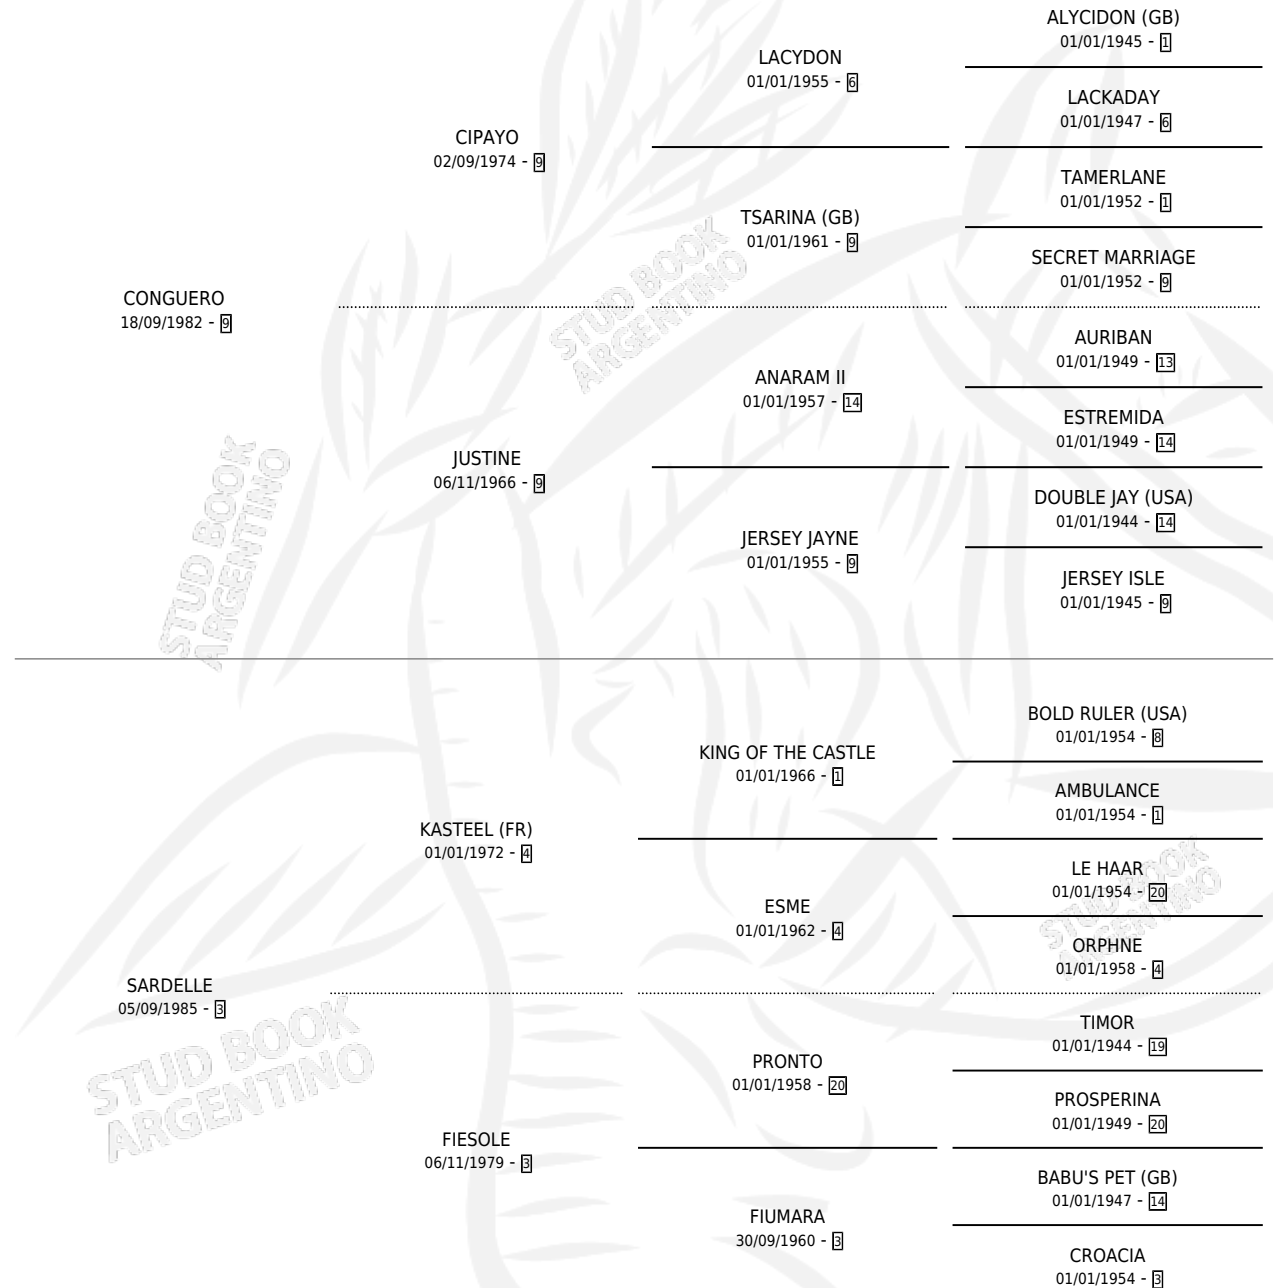 ALYCIDON (GB)
01/01/1945 - 1
LACYDON
01/01/1955 - 6
LACKADAY
01/01/1947 - 6
CIPAYO
02/09/1974 - 9
TAMERLANE
01/01/1952 - 1
TSARINA (GB)
01/01/1961 - 9
SECRET MARRIAGE
01/01/1952 - 9
CONGUERO
18/09/1982 - 9
AURIBAN
01/01/1949 - 13
ANARAM II
01/01/1957 - 14
ESTREMIDA
01/01/1949 - 14
JUSTINE
06/11/1966 - 9
DOUBLE JAY (USA)
01/01/1944 - 14
JERSEY JAYNE
01/01/1955 - 9
JERSEY ISLE
01/01/1945 - 9
BOLD RULER (USA)
01/01/1954 - 8
KING OF THE CASTLE
01/01/1966 - 1
AMBULANCE
01/01/1954 - 1
KASTEEL (FR)
01/01/1972 - 4
LE HAAR
01/01/1954 - 20
ESME
01/01/1962 - 4
ORPHNE
01/01/1958 - 4
SARDELLE
05/09/1985 - 3
TIMOR
01/01/1944 - 19
PRONTO
01/01/1958 - 20
PROSPERINA
01/01/1949 - 20
FIESOLE
06/11/1979 - 3
BABU'S PET (GB)
01/01/1947 - 14
FIUMARA
30/09/1960 - 3
CROACIA
01/01/1954 - 3
STUD BOOK
ARGENTINO
STUD BOOK
ARGENTINO
STUD BOOK
ARGENTINO
STUD BOOK
ARGENTINO